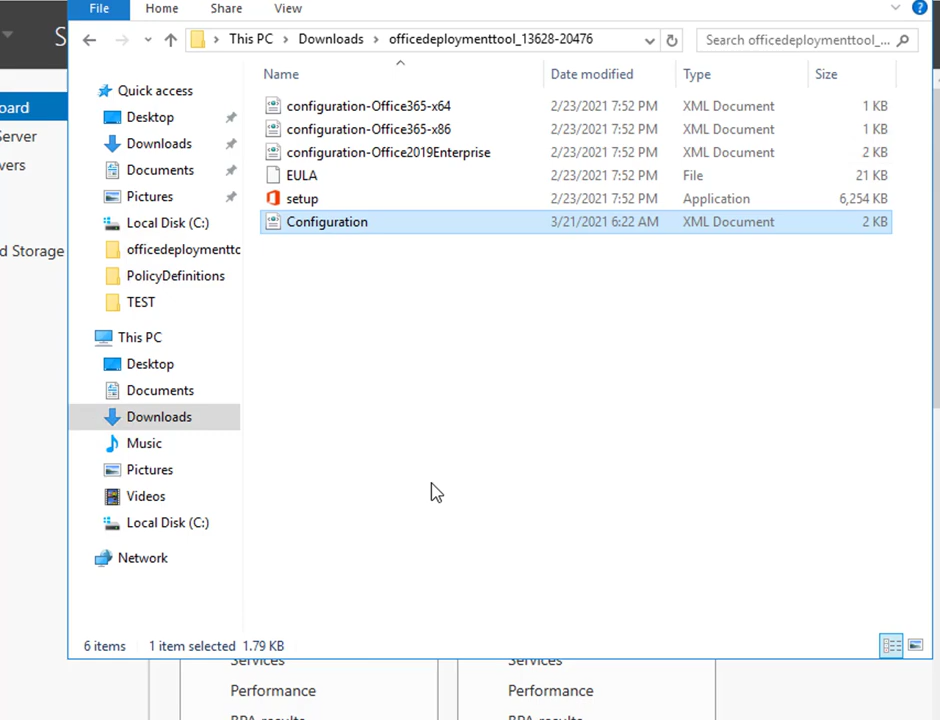 File Home Share View
S
This PC > Downloads > officedeploymenttool_13628-20476
Search officedeploymenttool_...
Name Date modified Type Size
configuration-Office365-x64 2/23/2021 7:52 PM XML Document 1 KB
configuration-Office365-x86 2/23/2021 7:52 PM XML Document 1 KB
configuration-Office2019Enterprise 2/23/2021 7:52 PM XML Document 2 KB
EULA 2/23/2021 7:52 PM File 21 KB
setup 2/23/2021 7:52 PM Application 6,254 KB
Configuration 3/21/2021 6:22 AM XML Document 2 KB
Quick access
Desktop
Downloads
Documents
Pictures
Local Disk (C:)
officedeploymenttc
PolicyDefinitions
TEST
This PC
Desktop
Documents
Downloads
Music
Pictures
Videos
Local Disk (C:)
Network
6 items 1 item selected 1.79 KB
oard
erver
vers
d Storage
Services Services
Performance Performance
BPA results BPA results